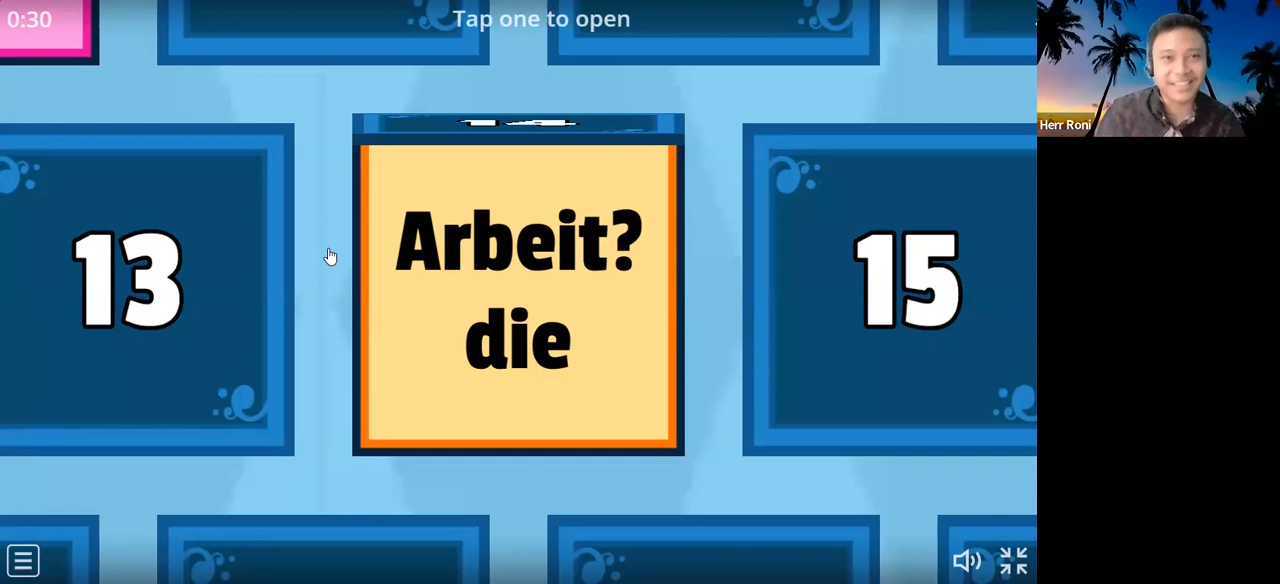 0:30
Tap one to open
Herr Roni
13
Arbeit?
die
15